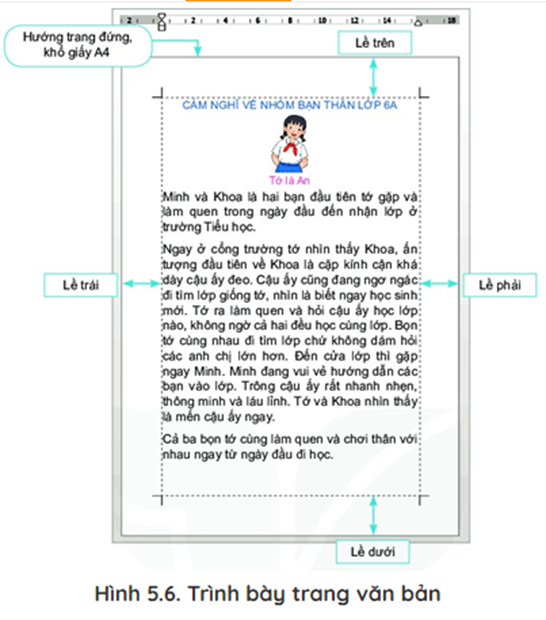 2 1 1 2 4 6 8 10 12 14 18
Hướng trang đứng,
khổ giấy A4
Lề trên
CẢM NGHĨ VỀ NHÓM BẠN THÂN LỚP 6A
Tớ là An
Minh và Khoa là hai bạn đầu tiên tớ gặp và
làm quen trong ngày đầu đến nhận lớp ở
trường Tiểu học.
Ngay ở cổng trường tớ nhìn thấy Khoa, ấn
tượng đầu tiên về Khoa là cặp kính cận khá
dày cậu ấy đeo. Cậu ấy cũng đang ngơ ngác
đi tìm lớp giống tớ, nhìn là biết ngay học sinh
mới. Tớ ra làm quen và hỏi cậu ấy học lớp
nào, không ngờ cả hai đều học cùng lớp. Bọn
tớ cùng nhau đi tìm lớp chứ không dám hỏi
các anh chị lớn hơn. Đến cửa lớp thì gặp
ngay Minh. Minh đang vui vẻ hướng dẫn các
bạn vào lớp. Trông cậu ấy rất nhanh nhẹn,
thông minh và láu lỉnh. Tớ và Khoa nhìn thấy
là mến cậu ấy ngay.
Cả ba bọn tớ cùng làm quen và chơi thân với
nhau ngay từ ngày đầu đi học.
Lề trái
Lề phải
Lề dưới
Hình 5.6. Trình bày trang văn bản